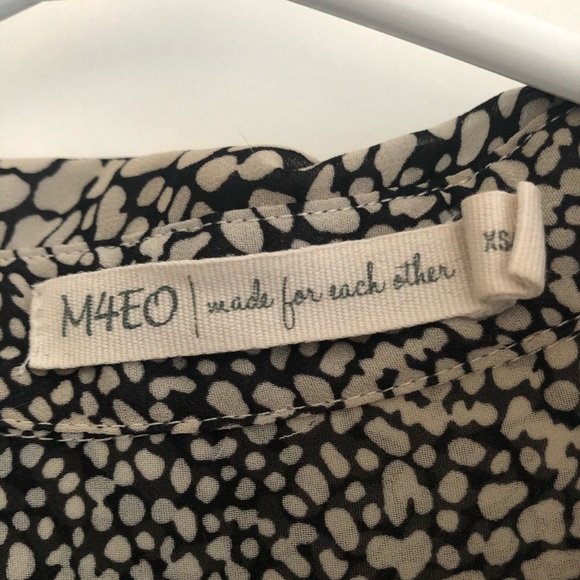 M4EO | made for each other
XS